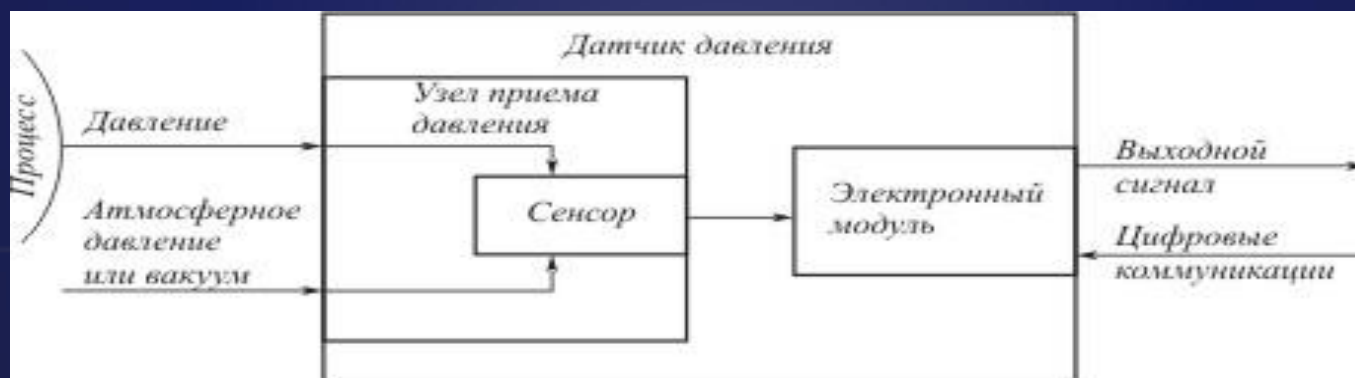 Датчик давления
Процесс
Давление
Узел приема
давления
Атмосферное
давление
или вакуум
Сенсор
Электронный
модуль
Выходной
сигнал
Цифровые
коммуникации